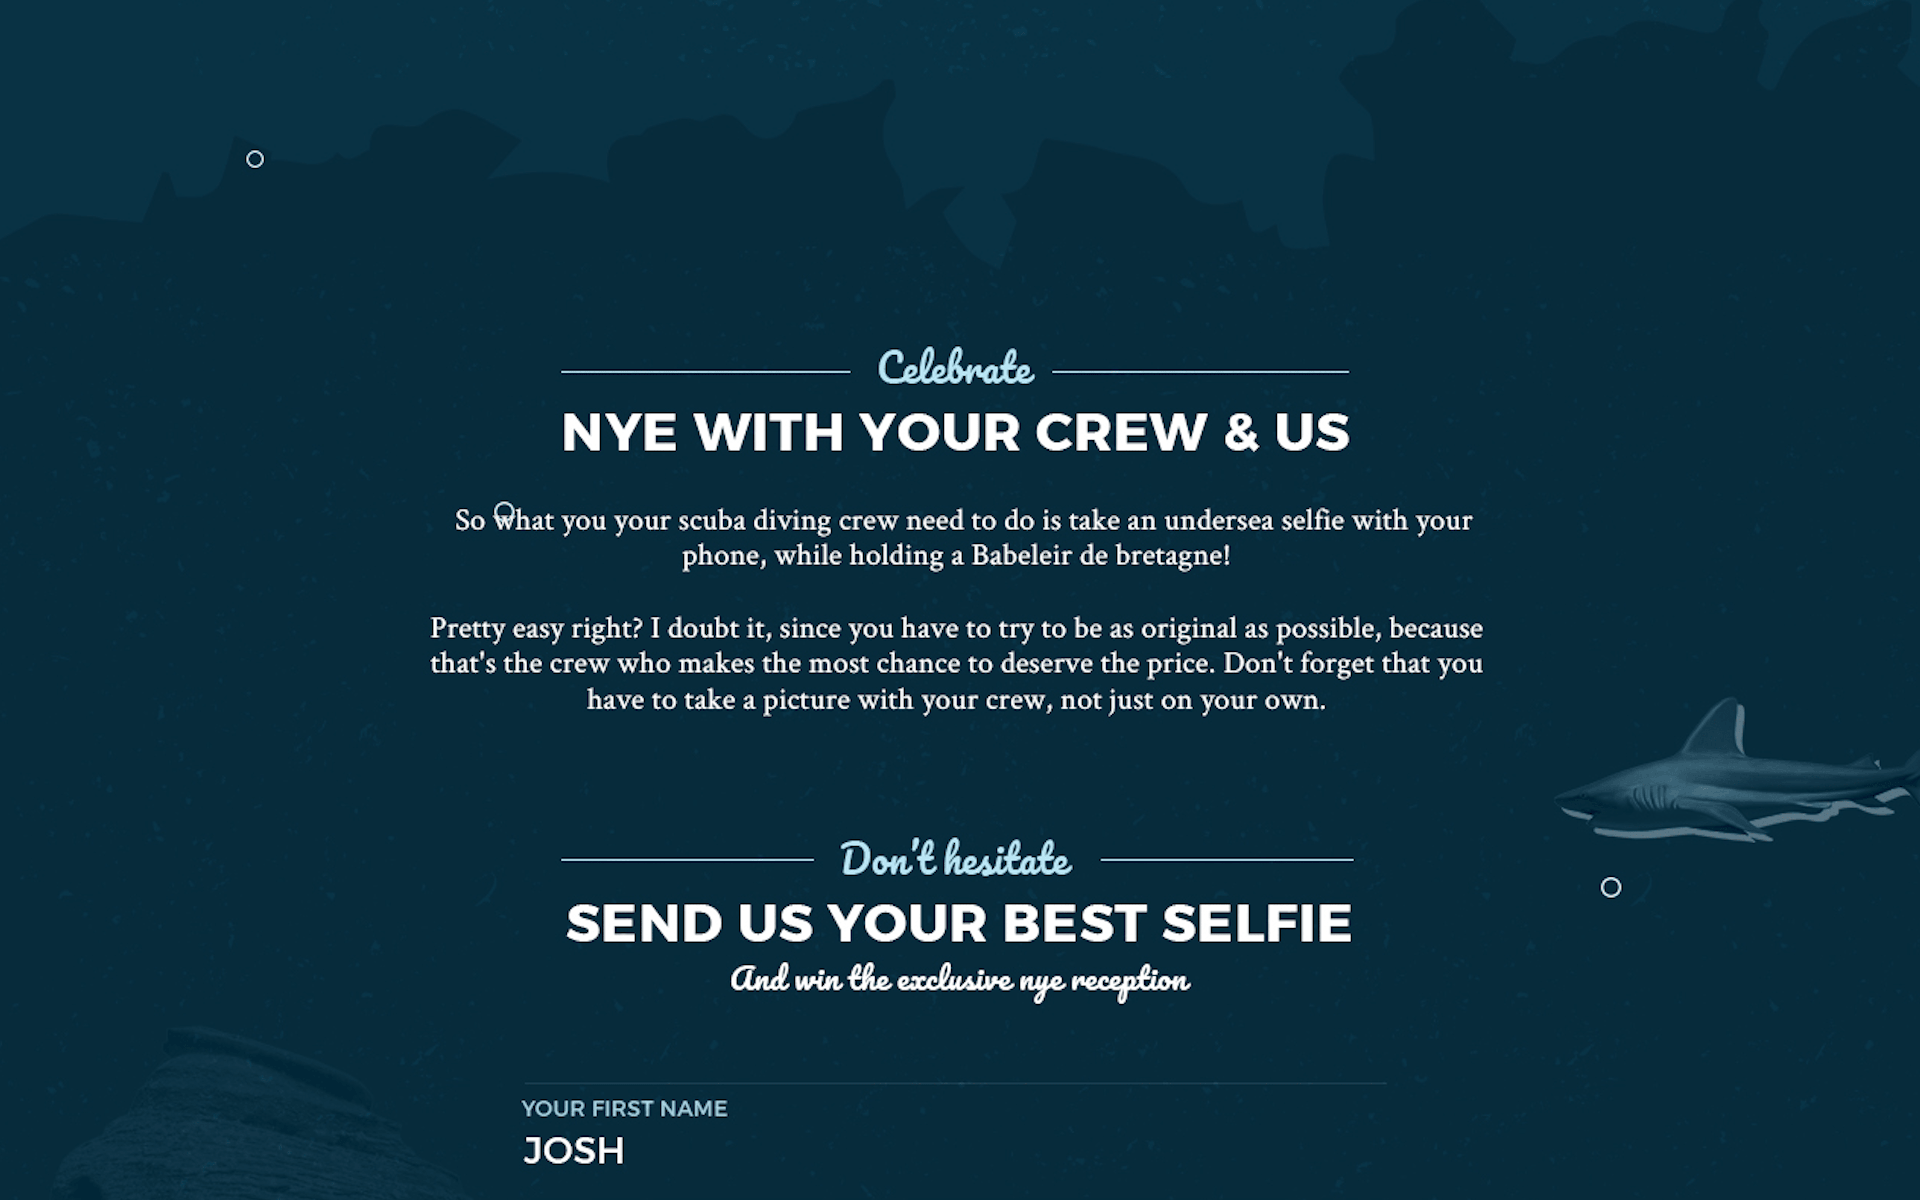 Celebrate
NYE WITH YOUR CREW & US
So what you your scuba diving crew need to do is take an undersea selfie with your
phone, while holding a Babeleir de bretagne!
Pretty easy right? I doubt it, since you have to try to be as original as possible, because
that's the crew who makes the most chance to deserve the price. Don't forget that you
have to take a picture with your crew, not just on your own.
Don't hesitate
SEND US YOUR BEST SELFIE
And win the exclusive nye reception
YOUR FIRST NAME
JOSH